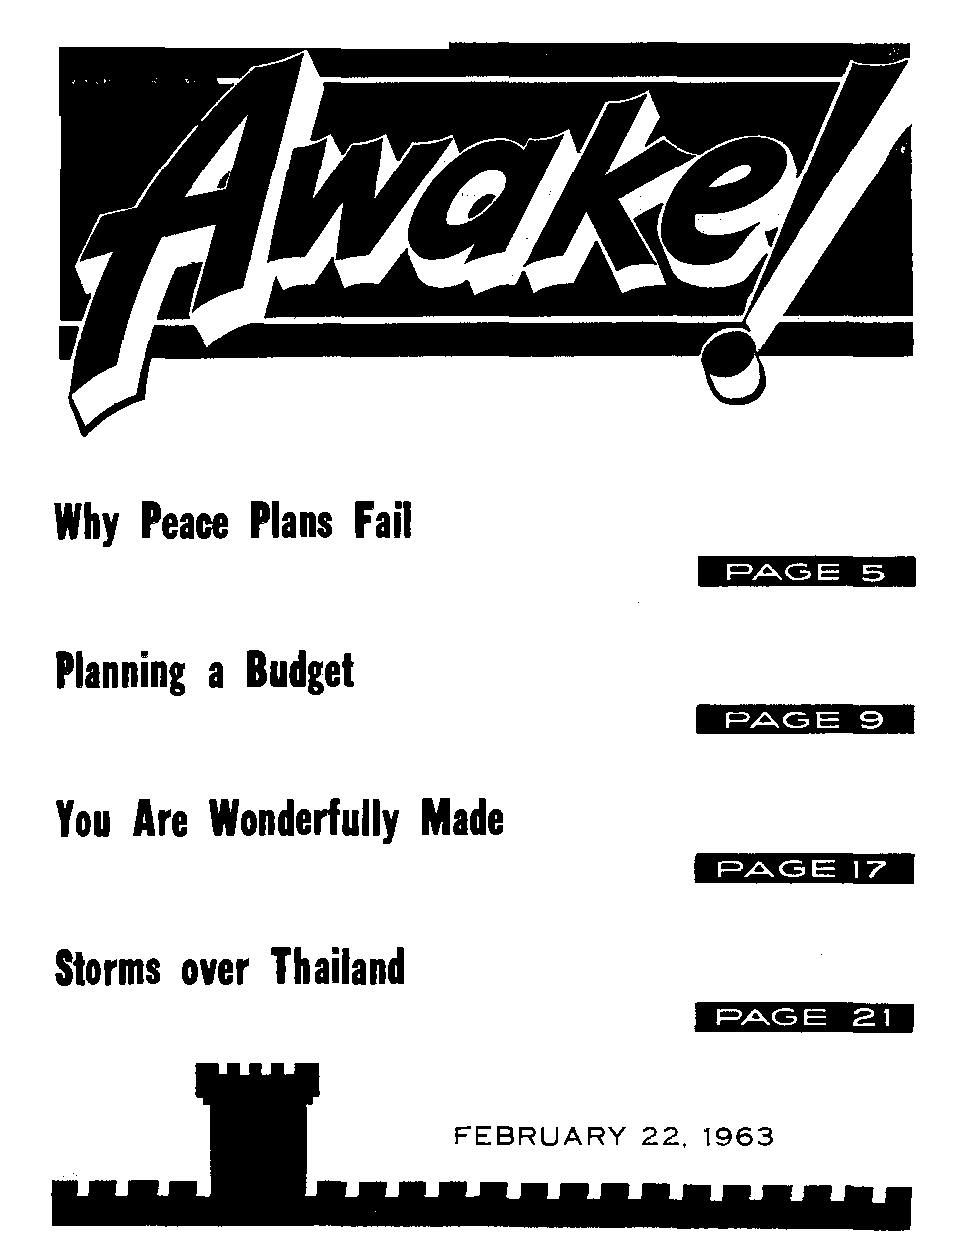 Awake!
Why Peace Plans Fail
PAGE 5
Planning a Budget
PAGE 9
You Are Wonderfully Made
PAGE 17
Storms over Thailand
PAGE 21
FEBRUARY 22, 1963